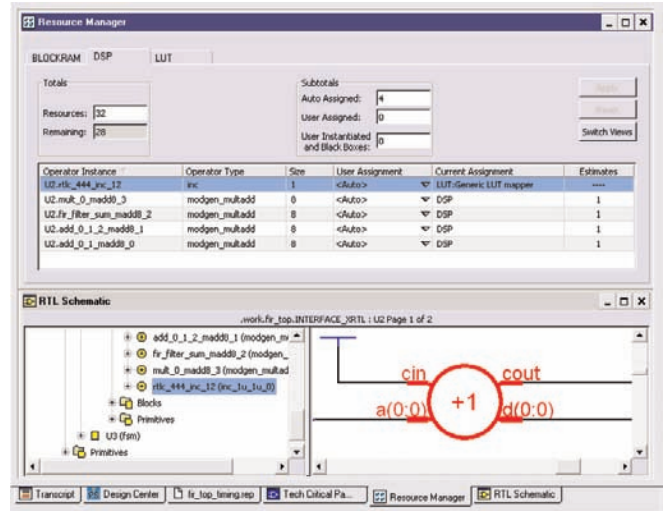 Resource Manager
BLOCKRAM DSP LUT
Totals
Resources: 32
Remaining: 28
Subtotals
Auto Assigned: 4
User Assigned: 0
User Instantiated and Black Boxes: 0
Apply
Reset
Switch Views
Operator Instance Operator Type Size User Assignment Current Assignment Estimates
U2.rtlc_444_inc_12 inc 1 <Auto> LUT:Generic LUT mapper ----
U2.mult_0_madd8_3 modgen_multadd 8 <Auto> DSP 1
U2.fir_filter_sum_madd8_2 modgen_multadd 8 <Auto> DSP 1
U2.add_0_1_2_madd8_1 modgen_multadd 8 <Auto> DSP 1
U2.add_0_1_madd8_0 modgen_multadd 8 <Auto> DSP 1
RTL Schematic
.work.fir_top.INTERFACE_XRTL : U2 Page 1 of 2
add_0_1_2_madd8_1 (modgen_m
fir_filter_sum_madd8_2 (modgen_
mult_0_madd8_3 (modgen_multad
rtlc_444_inc_12 (inc_1u_1u_0)
Blocks
Primitives
U3 (fsm)
Primitives
cin cout
+1
a(0:0) d(0:0)
Transcript Design Center fir_top_timing.rep Tech Critical Pa... Resource Manager RTL Schematic